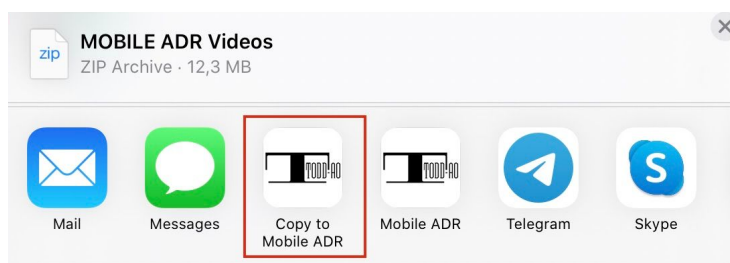 zip
MOBILE ADR Videos
ZIP Archive · 12,3 MB
TODD!AO
TODD!AO
S
Mail
Messages
Copy to
Mobile ADR
Mobile ADR
Telegram
Skype